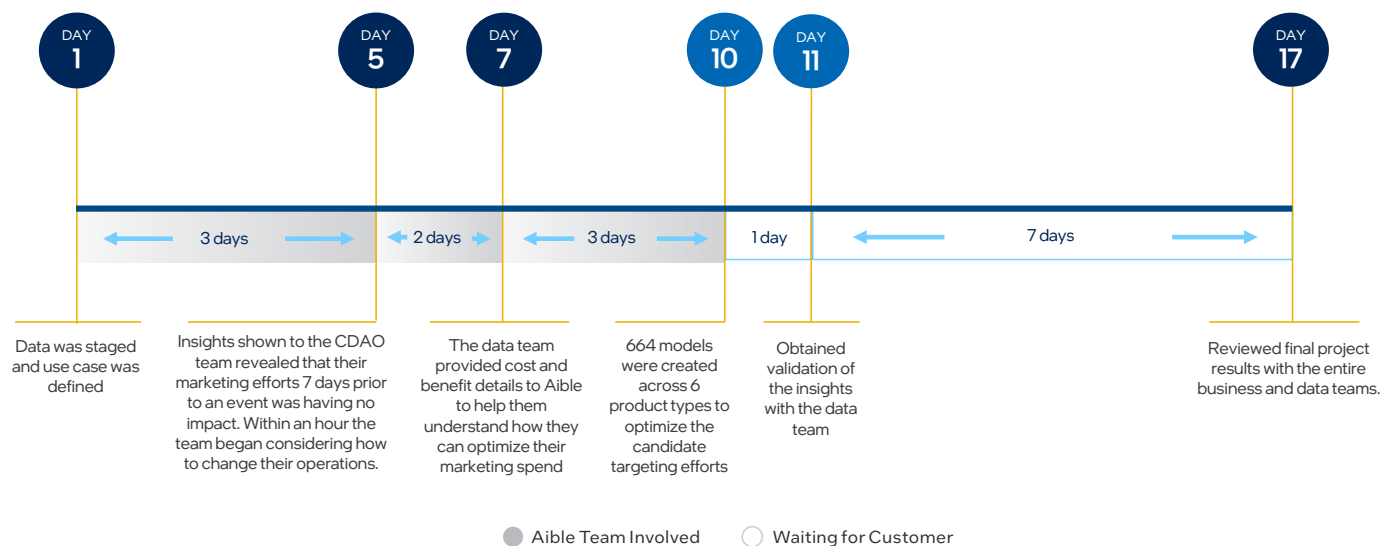 DAY
1
DAY
5
DAY
7
DAY
10
DAY
11
DAY
17
3 days
2 days
3 days
1 day
7 days
Data was staged
and use case was
defined
Insights shown to the CDAO
team revealed that their
marketing efforts 7 days prior
to an event was having no
impact. Within an hour the
team began considering how
to change their operations.
The data team
provided cost and
benefit details to Aible
to help them
understand how they
can optimize their
marketing spend
664 models
were created
across 6
product types to
optimize the
candidate
targeting efforts
Obtained
validation of
the insights
with the data
team
Reviewed final project
results with the entire
business and data teams.
Aible Team Involved
Waiting for Customer